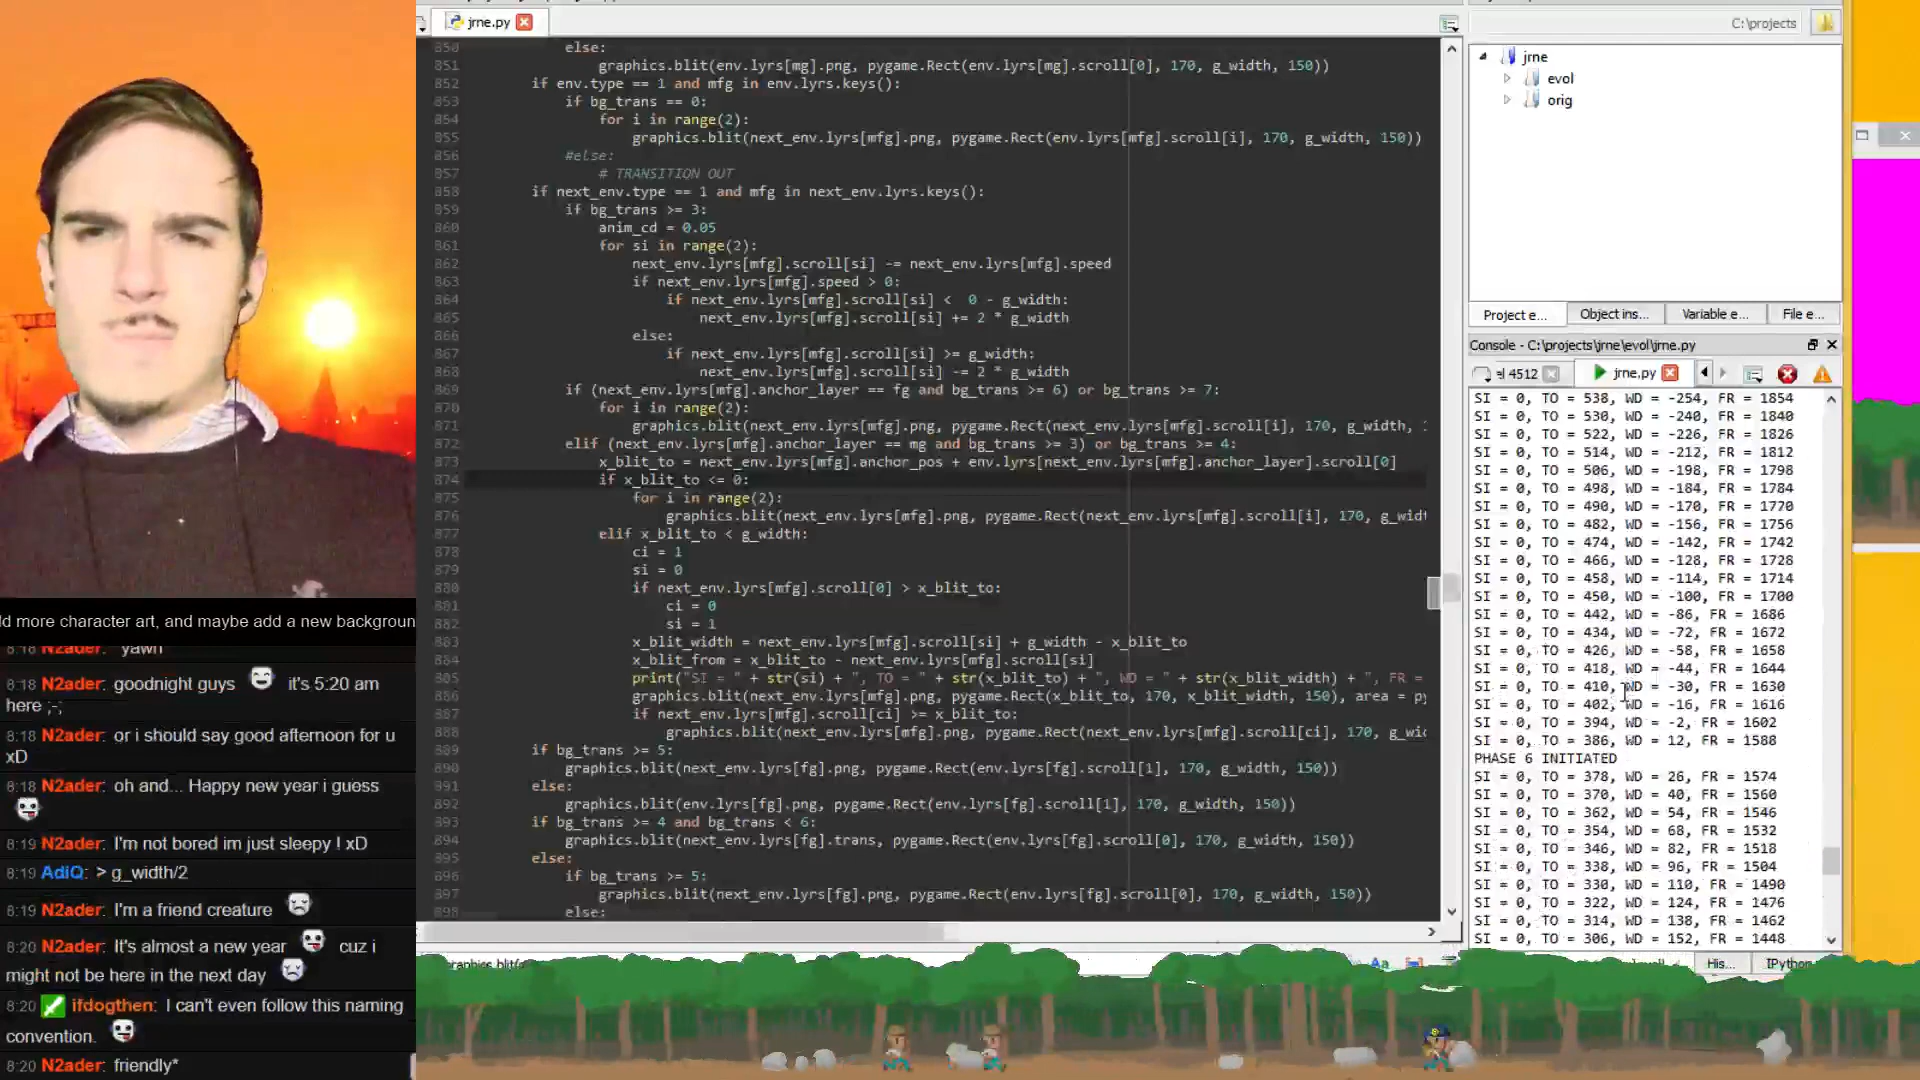 jrne.py
850 else:
851 graphics.blit(env.lyrs[mg].png, pygame.Rect(env.lyrs[mg].scroll[0], 170, g_width, 150))
852 if env.type == 1 and mfg in env.lyrs.keys():
853 if bg_trans == 0:
854 for i in range(2):
855 graphics.blit(next_env.lyrs[mfg].png, pygame.Rect(env.lyrs[mfg].scroll[i], 170, g_width, 150))
856 #else:
857 # TRANSITION OUT
858 if next_env.type == 1 and mfg in next_env.lyrs.keys():
859 if bg_trans >= 3:
860 anim_cd = 0.05
861 for si in range(2):
862 next_env.lyrs[mfg].scroll[si] -= next_env.lyrs[mfg].speed
863 if next_env.lyrs[mfg].speed > 0:
864 if next_env.lyrs[mfg].scroll[si] < 0 - g_width:
865 next_env.lyrs[mfg].scroll[si] += 2 * g_width
866 else:
867 if next_env.lyrs[mfg].scroll[si] >= g_width:
868 next_env.lyrs[mfg].scroll[si] -= 2 * g_width
869 if (next_env.lyrs[mfg].anchor_layer == fg and bg_trans >= 6) or bg_trans >= 7:
870 for i in range(2):
871 graphics.blit(next_env.lyrs[mfg].png, pygame.Rect(next_env.lyrs[mfg].scroll[i], 170, g_width, 1
872 elif (next_env.lyrs[mfg].anchor_layer == mg and bg_trans >= 3) or bg_trans >= 4:
873 x_blit_to = next_env.lyrs[mfg].anchor_pos + env.lyrs[next_env.lyrs[mfg].anchor_layer].scroll[0]
874 if x_blit_to <= 0:
875 for i in range(2):
876 graphics.blit(next_env.lyrs[mfg].png, pygame.Rect(next_env.lyrs[mfg].scroll[i], 170, g_widt
877 elif x_blit_to < g_width:
878 ci = 1
879 si = 0
880 if next_env.lyrs[mfg].scroll[0] > x_blit_to:
881 ci = 0
882 si = 1
883 x_blit_width = next_env.lyrs[mfg].scroll[si] + g_width - x_blit_to
884 x_blit_from = x_blit_to - next_env.lyrs[mfg].scroll[si]
885 print("SI = " + str(si) + ", TO = " + str(x_blit_to) + ", WD = " + str(x_blit_width) + ", FR =
886 graphics.blit(next_env.lyrs[mfg].png, pygame.Rect(x_blit_to, 170, x_blit_width, 150), area = py
887 if next_env.lyrs[mfg].scroll[ci] >= x_blit_to:
888 graphics.blit(next_env.lyrs[mfg].png, pygame.Rect(next_env.lyrs[mfg].scroll[ci], 170, g_wid
889 if bg_trans >= 5:
890 graphics.blit(next_env.lyrs[fg].png, pygame.Rect(env.lyrs[fg].scroll[1], 170, g_width, 150))
891 else:
892 graphics.blit(env.lyrs[fg].png, pygame.Rect(env.lyrs[fg].scroll[1], 170, g_width, 150))
893 if bg_trans >= 4 and bg_trans < 6:
894 graphics.blit(next_env.lyrs[fg].trans, pygame.Rect(env.lyrs[fg].scroll[0], 170, g_width, 150))
895 else:
896 if bg_trans >= 5:
897 graphics.blit(next_env.lyrs[fg].png, pygame.Rect(env.lyrs[fg].scroll[0], 170, g_width, 150))
898 else:
C:\projects
jrne
evol
orig
Project e...
Object ins...
Variable e...
File e...
Console - C:\projects\jrne\evol\jrne.py
el 4512
jrne.py
SI = 0, TO = 538, WD = -254, FR = 1854
SI = 0, TO = 530, WD = -240, FR = 1840
SI = 0, TO = 522, WD = -226, FR = 1826
SI = 0, TO = 514, WD = -212, FR = 1812
SI = 0, TO = 506, WD = -198, FR = 1798
SI = 0, TO = 498, WD = -184, FR = 1784
SI = 0, TO = 490, WD = -170, FR = 1770
SI = 0, TO = 482, WD = -156, FR = 1756
SI = 0, TO = 474, WD = -142, FR = 1742
SI = 0, TO = 466, WD = -128, FR = 1728
SI = 0, TO = 458, WD = -114, FR = 1714
SI = 0, TO = 450, WD = -100, FR = 1700
SI = 0, TO = 442, WD = -86, FR = 1686
SI = 0, TO = 434, WD = -72, FR = 1672
SI = 0, TO = 426, WD = -58, FR = 1658
SI = 0, TO = 418, WD = -44, FR = 1644
SI = 0, TO = 410, WD = -30, FR = 1630
SI = 0, TO = 402, WD = -16, FR = 1616
SI = 0, TO = 394, WD = -2, FR = 1602
SI = 0, TO = 386, WD = 12, FR = 1588
PHASE 6 INITIATED
SI = 0, TO = 378, WD = 26, FR = 1574
SI = 0, TO = 370, WD = 40, FR = 1560
SI = 0, TO = 362, WD = 54, FR = 1546
SI = 0, TO = 354, WD = 68, FR = 1532
SI = 0, TO = 346, WD = 82, FR = 1518
SI = 0, TO = 338, WD = 96, FR = 1504
SI = 0, TO = 330, WD = 110, FR = 1490
SI = 0, TO = 322, WD = 124, FR = 1476
SI = 0, TO = 314, WD = 138, FR = 1462
SI = 0, TO = 306, WD = 152, FR = 1448
His...
IPython
graphics.blit(
Aa
ld more character art, and maybe add a new backgroun
8:18 N2ader: yawn
8:18 N2ader: goodnight guys it's 5:20 am
here ;-;
8:18 N2ader: or i should say good afternoon for u
xD
8:18 N2ader: oh and... Happy new year i guess
8:19 N2ader: I'm not bored im just sleepy ! xD
8:19 AdiQ: > g_width/2
8:19 N2ader: I'm a friend creature
8:20 N2ader: It's almost a new year cuz i
might not be here in the next day
8:20 ifdogthen: I can't even follow this naming
convention.
8:20 N2ader: friendly*